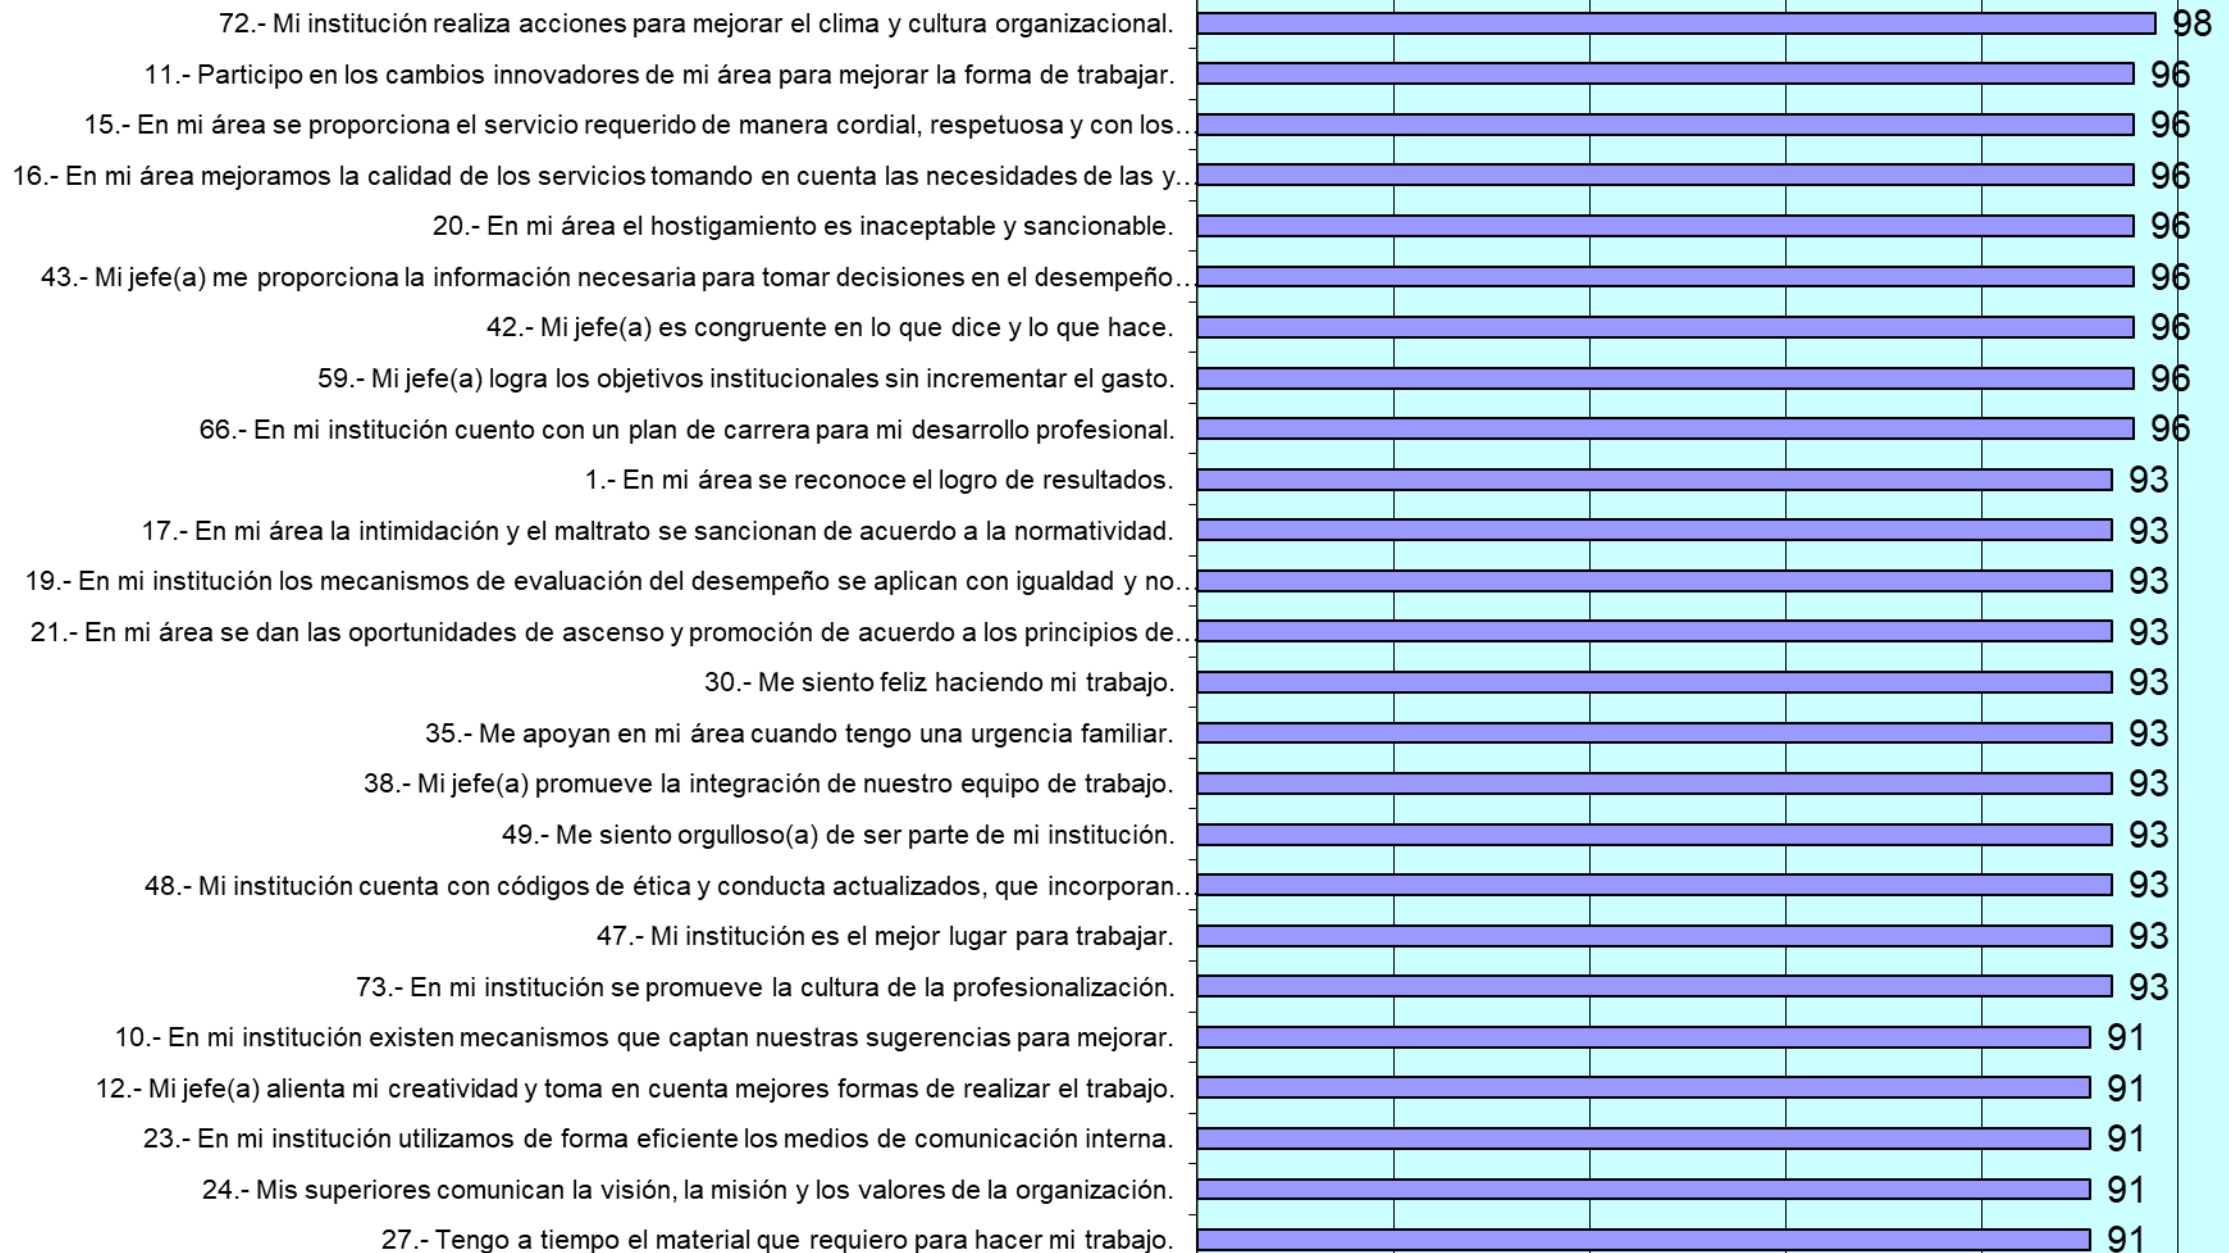 72.- Mi institución realiza acciones para mejorar el clima y cultura organizacional. 98
11.- Participo en los cambios innovadores de mi área para mejorar la forma de trabajar. 96
15.- En mi área se proporciona el servicio requerido de manera cordial, respetuosa y con los… 96
16.- En mi área mejoramos la calidad de los servicios tomando en cuenta las necesidades de las y… 96
20.- En mi área el hostigamiento es inaceptable y sancionable. 96
43.- Mi jefe(a) me proporciona la información necesaria para tomar decisiones en el desempeño… 96
42.- Mi jefe(a) es congruente en lo que dice y lo que hace. 96
59.- Mi jefe(a) logra los objetivos institucionales sin incrementar el gasto. 96
66.- En mi institución cuento con un plan de carrera para mi desarrollo profesional. 96
1.- En mi área se reconoce el logro de resultados. 93
17.- En mi área la intimidación y el maltrato se sancionan de acuerdo a la normatividad. 93
19.- En mi institución los mecanismos de evaluación del desempeño se aplican con igualdad y no… 93
21.- En mi área se dan las oportunidades de ascenso y promoción de acuerdo a los principios de… 93
30.- Me siento feliz haciendo mi trabajo. 93
35.- Me apoyan en mi área cuando tengo una urgencia familiar. 93
38.- Mi jefe(a) promueve la integración de nuestro equipo de trabajo. 93
49.- Me siento orgulloso(a) de ser parte de mi institución. 93
48.- Mi institución cuenta con códigos de ética y conducta actualizados, que incorporan… 93
47.- Mi institución es el mejor lugar para trabajar. 93
73.- En mi institución se promueve la cultura de la profesionalización. 93
10.- En mi institución existen mecanismos que captan nuestras sugerencias para mejorar. 91
12.- Mi jefe(a) alienta mi creatividad y toma en cuenta mejores formas de realizar el trabajo. 91
23.- En mi institución utilizamos de forma eficiente los medios de comunicación interna. 91
24.- Mis superiores comunican la visión, la misión y los valores de la organización. 91
27.- Tengo a tiempo el material que requiero para hacer mi trabajo. 91